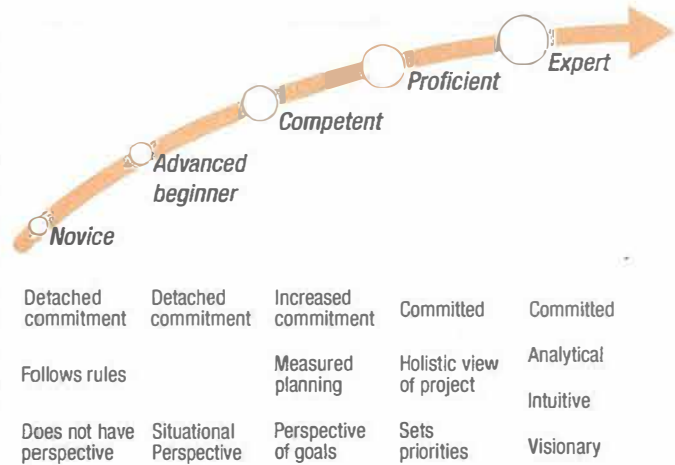 Expert
Proficient
Competent
Advanced
beginner
Novice
Detached
commitment
Detached
commitment
Increased
commitment
Committed
Committed
Follows rules
Measured
planning
Holistic view
of project
Analytical
Intuitive
Does not have
perspective
Situational
Perspective
Perspective
of goals
Sets
priorities
Visionary